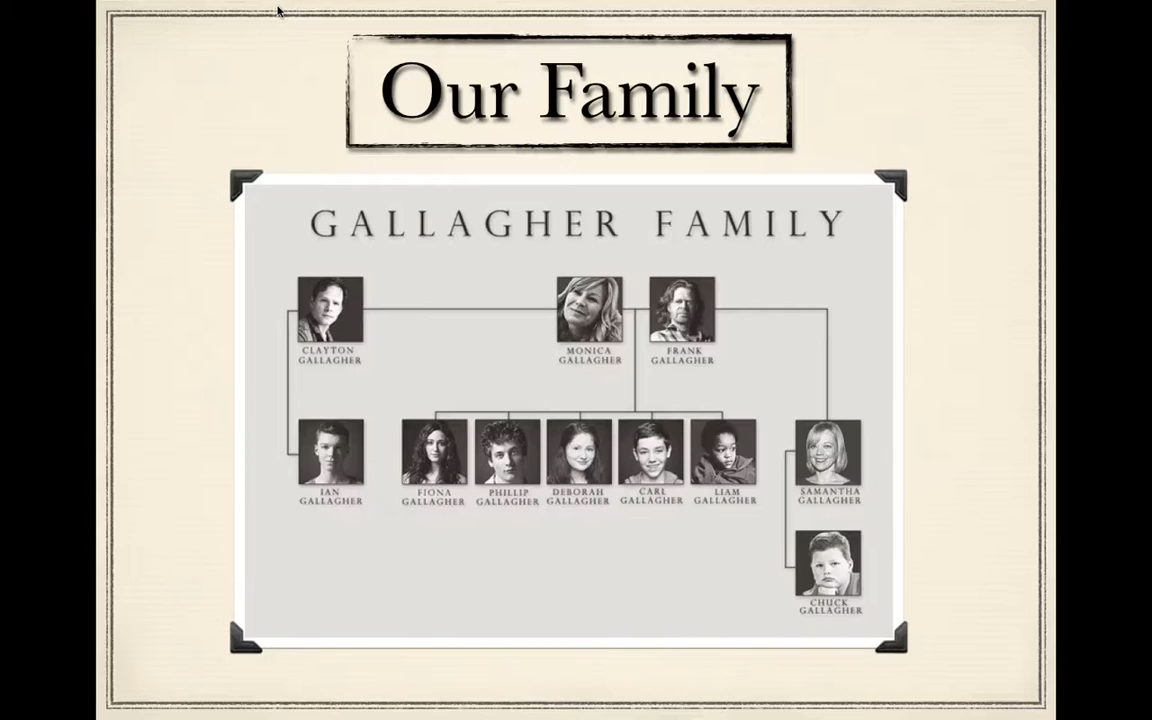 Our Family
GALLAGHER FAMILY
CLAYTON
GALLAGHER
MONICA
GALLAGHER
FRANK
GALLAGHER
IAN
GALLAGHER
FIONA
GALLAGHER
PHILLIP
GALLAGHER
DEBORAH
GALLAGHER
CARL
GALLAGHER
LIAM
GALLAGHER
SAMANTHA
GALLAGHER
CHUCK
GALLAGHER